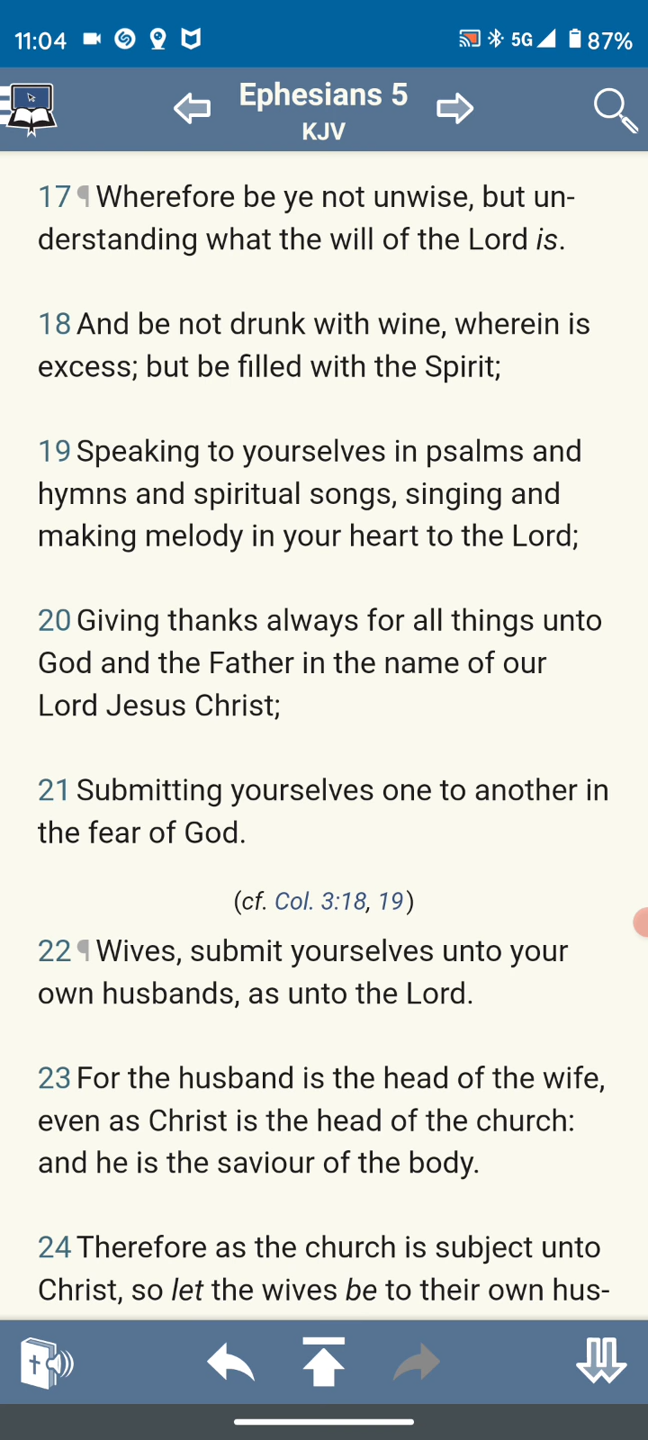 11:04 5G 87%
Ephesians 5
KJV
17 ¶ Wherefore be ye not unwise, but un-
derstanding what the will of the Lord is.
18 And be not drunk with wine, wherein is
excess; but be filled with the Spirit;
19 Speaking to yourselves in psalms and
hymns and spiritual songs, singing and
making melody in your heart to the Lord;
20 Giving thanks always for all things unto
God and the Father in the name of our
Lord Jesus Christ;
21 Submitting yourselves one to another in
the fear of God.
(cf. Col. 3:18, 19)
22 ¶ Wives, submit yourselves unto your
own husbands, as unto the Lord.
23 For the husband is the head of the wife,
even as Christ is the head of the church:
and he is the saviour of the body.
24 Therefore as the church is subject unto
Christ, so let the wives be to their own hus-